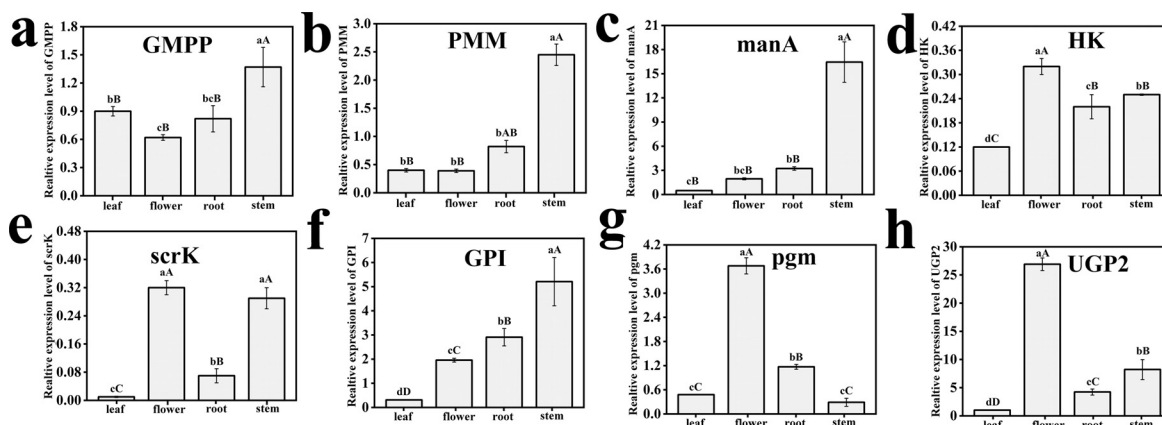 a
GMPP
Realtive expression level of GMPP
1.8
1.5
1.2
0.9
0.6
0.3
0.0
bB
cB
bcB
aA
leaf flower root stem
b
PMM
Realtive expression level of PMM
3.0
2.5
2.0
1.5
1.0
0.5
0.0
bB
bB
bAB
aA
leaf flower root stem
c
manA
Realtive expression level of manA
21
18
15
12
9
6
3
0
cB
bcB
bB
aA
leaf flower root stem
d
HK
Realtive expression level of HK
0.42
0.36
0.30
0.24
0.18
0.12
0.06
0.00
dC
aA
cB
bB
leaf flower root stem
e
scrK
Realtive expression level of scrK
0.48
0.40
0.32
0.24
0.16
0.08
0.00
cC
aA
bB
aA
leaf flower root stem
f
GPI
Realtive expression level of GPI
7
6
5
4
3
2
1
0
dD
cC
bB
aA
leaf flower root stem
g
pgm
Realtive expression level of pgm
4.2
3.6
3.0
2.4
1.8
1.2
0.6
0.0
cC
aA
bB
cC
leaf flower root stem
h
UGP2
Realtive expression level of UGP2
30
25
20
15
10
5
0
dD
aA
cC
bB
leaf flower root stem